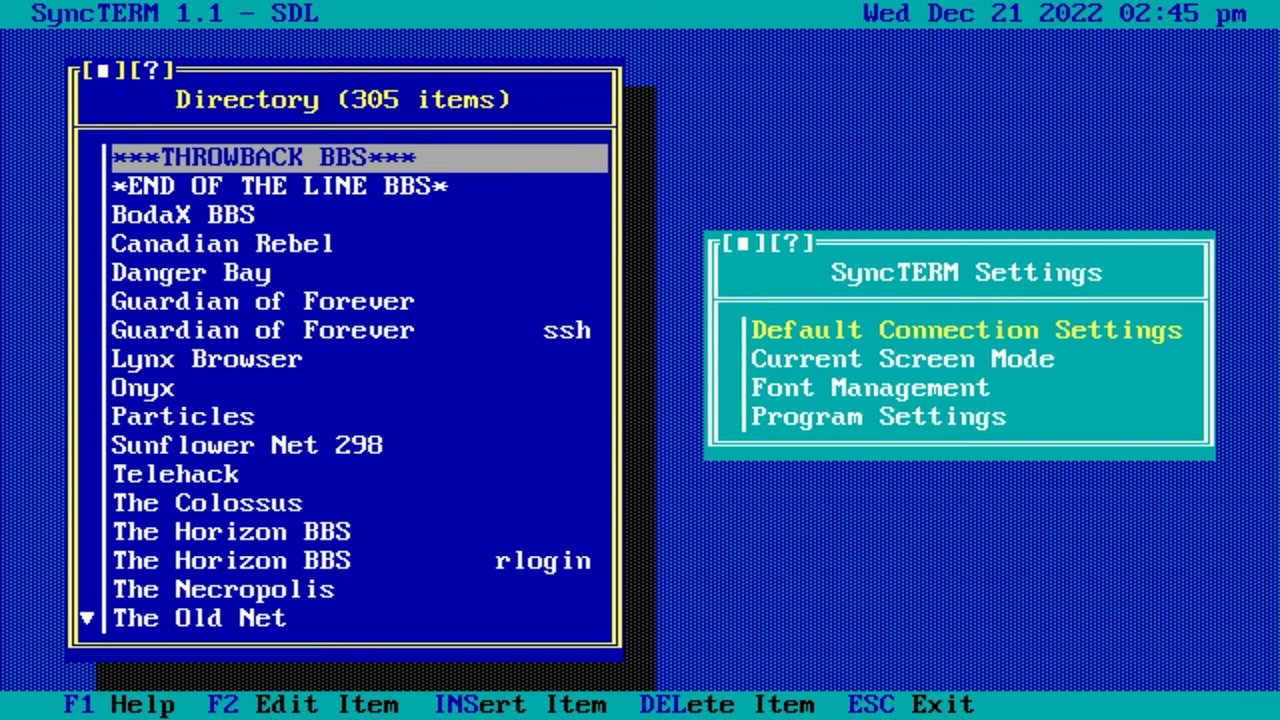 SyncTERM 1.1 - SDL Wed Dec 21 2022 02:45 pm
[■][?]
Directory (305 items)
***THROWBACK BBS***
*END OF THE LINE BBS*
BodaX BBS
Canadian Rebel
Danger Bay
Guardian of Forever
Guardian of Forever ssh
Lynx Browser
Onyx
Particles
Sunflower Net 298
Telehack
The Colossus
The Horizon BBS
The Horizon BBS rlogin
The Necropolis
▼ The Old Net
[■][?]
SyncTERM Settings
Default Connection Settings
Current Screen Mode
Font Management
Program Settings
F1 Help F2 Edit Item INSert Item DELete Item ESC Exit